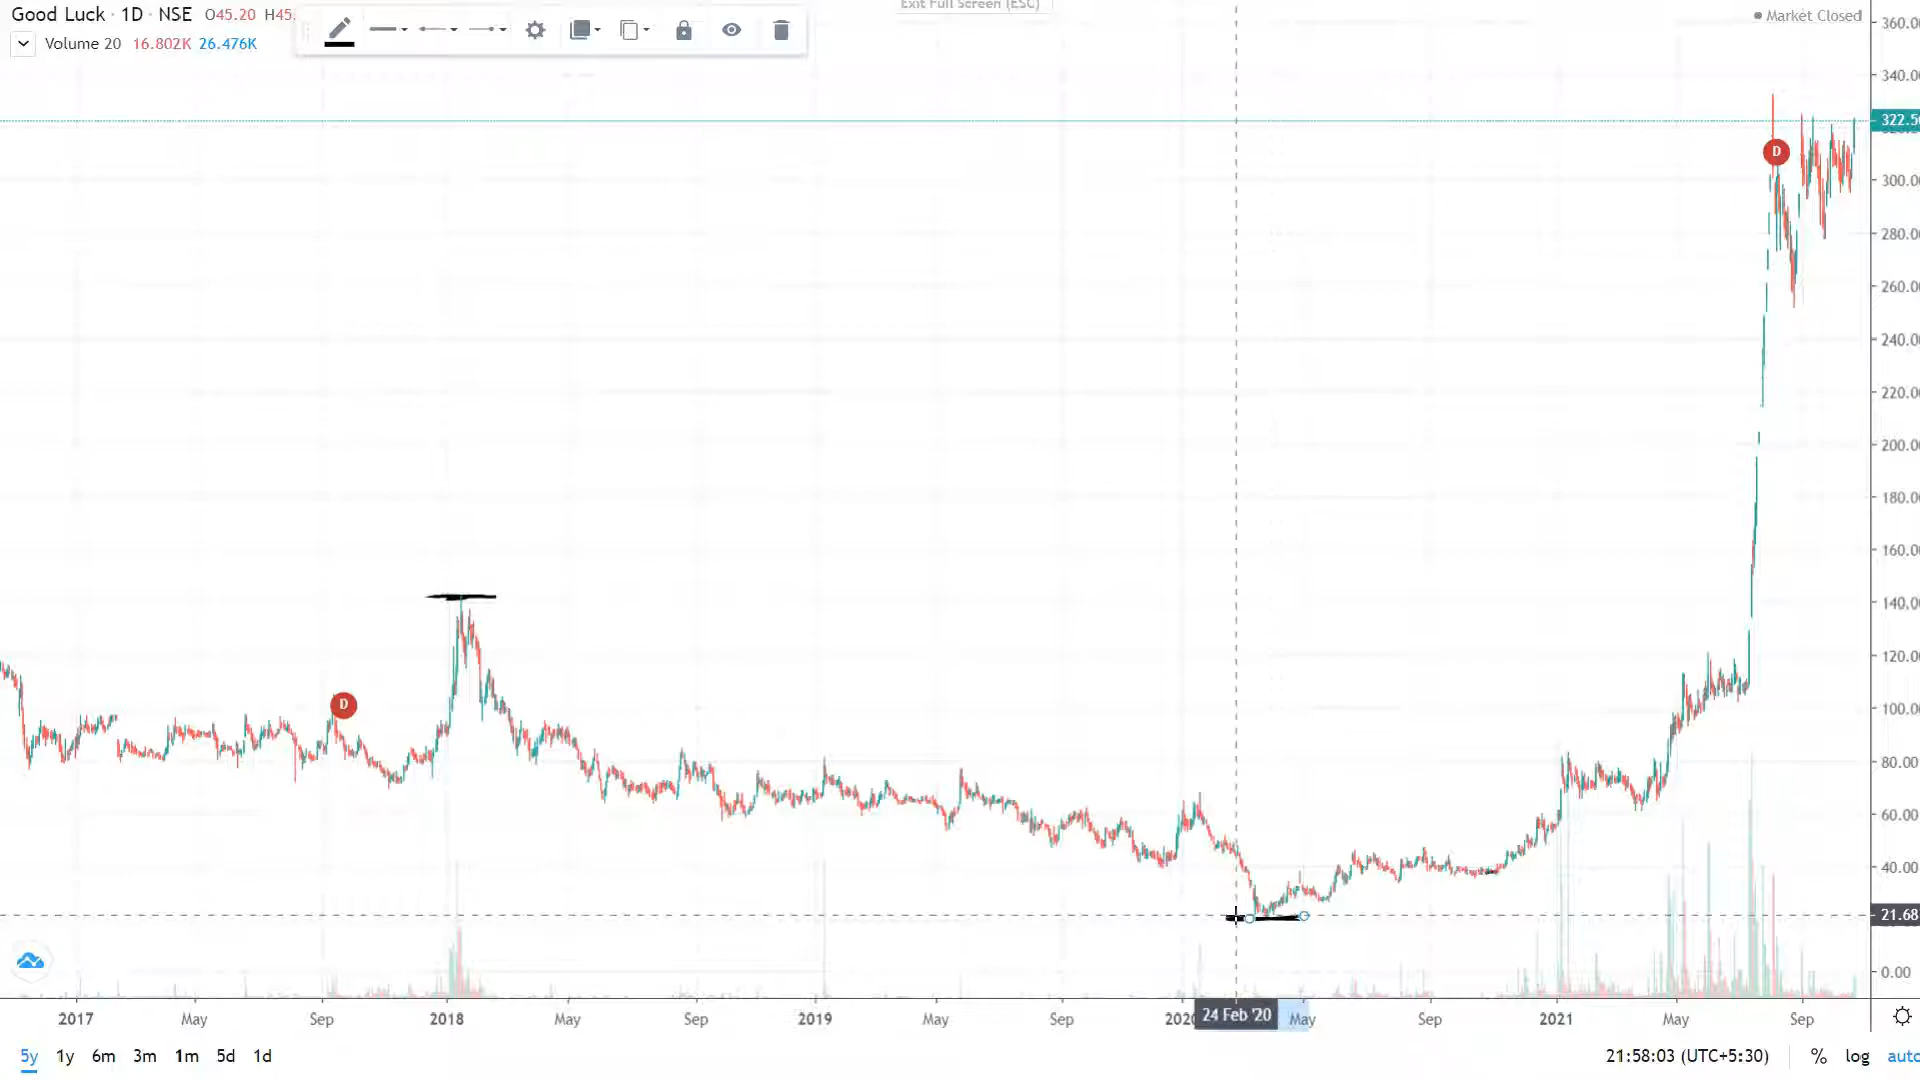 Good Luck · 1D · NSE O45.20 H45.
Exit Full Screen (ESC)
Market Closed
Volume 20 16.802K 26.476K
360.0
340.0
322.50
300.00
280.00
260.00
240.00
220.00
200.00
180.00
160.00
140.00
120.00
100.00
80.00
60.00
40.00
21.68
0.00
D
D
2017 May Sep 2018 May Sep 2019 May Sep 2020 24 Feb '20 May Sep 2021 May Sep
5y 1y 6m 3m 1m 5d 1d
21:58:03 (UTC+5:30) % log auto